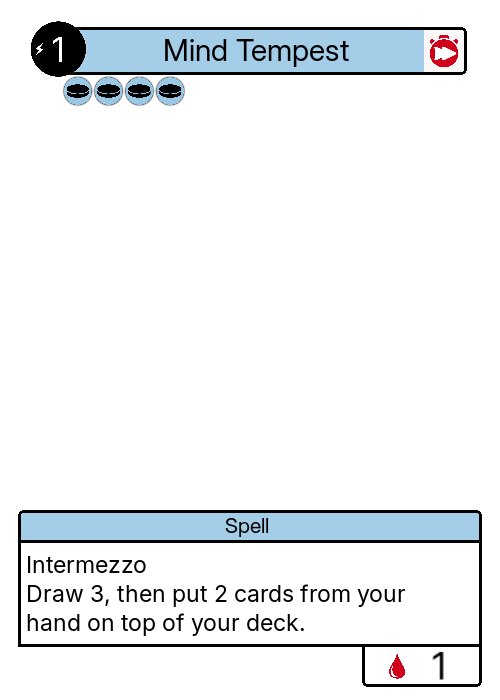 1
Mind Tempest
Spell
Intermezzo
Draw 3, then put 2 cards from your
hand on top of your deck.
1